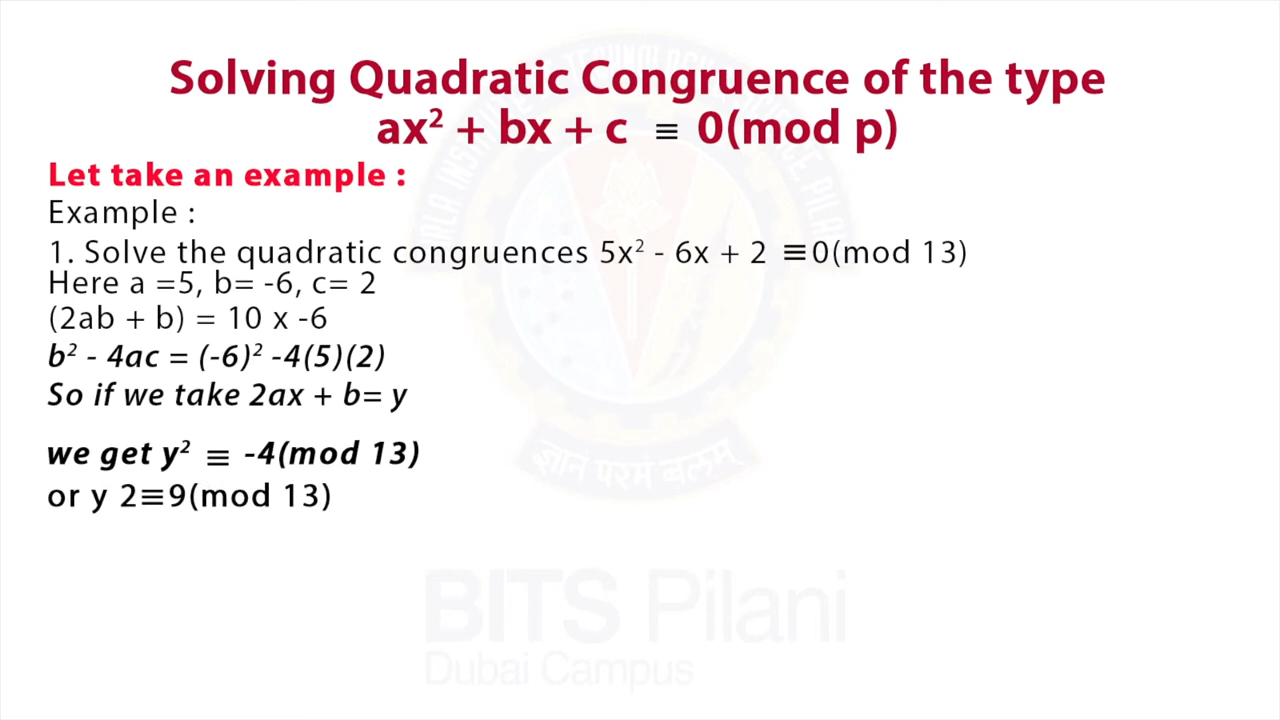 Solving Quadratic Congruence of the type
ax² + bx + c ≡ 0(mod p)
Let take an example :
Example :
1. Solve the quadratic congruences 5x² - 6x + 2 ≡0(mod 13)
Here a =5, b= -6, c= 2
(2ab + b) = 10 x -6
b² - 4ac = (-6)² -4(5)(2)
So if we take 2ax + b= y
we get y² ≡ -4(mod 13)
or y 2≡9(mod 13)
ज्ञानं परमं बलम्
BITS Pilani
Dubai Campus